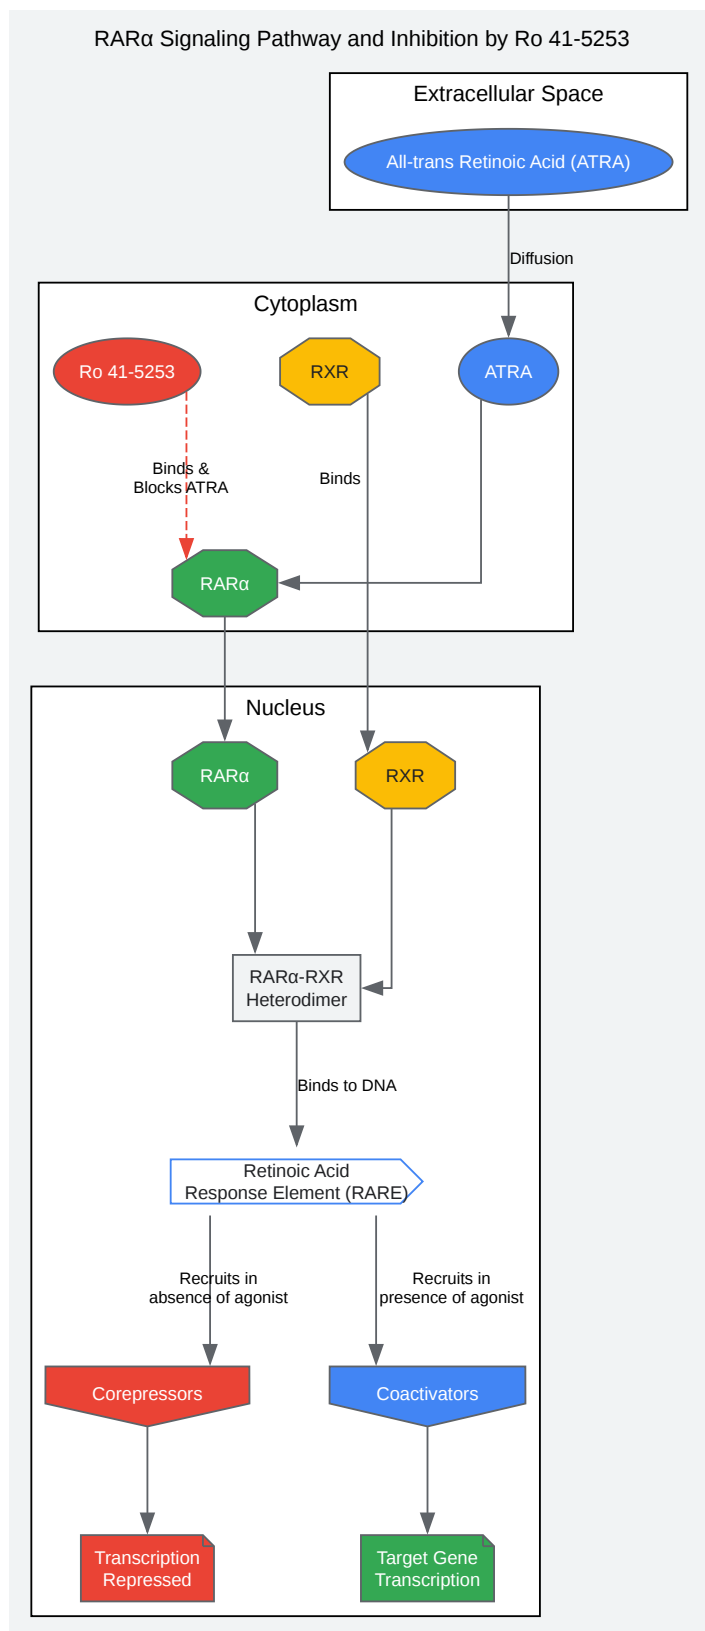 RARα Signaling Pathway and Inhibition by Ro 41-5253
Extracellular Space
All-trans Retinoic Acid (ATRA)
Diffusion
Cytoplasm
Ro 41-5253
RXR
ATRA
Binds &
Blocks ATRA
Binds
RARα
Nucleus
RARα
RXR
RARα-RXR
Heterodimer
Binds to DNA
Retinoic Acid
Response Element (RARE)
Recruits in
absence of agonist
Recruits in
presence of agonist
Corepressors
Coactivators
Transcription
Repressed
Target Gene
Transcription